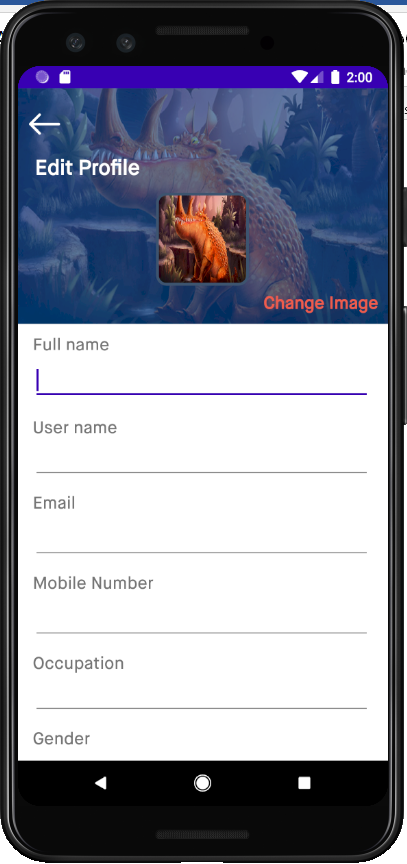 2:00
Edit Profile
Change Image
Full name
User name
Email
Mobile Number
Occupation
Gender